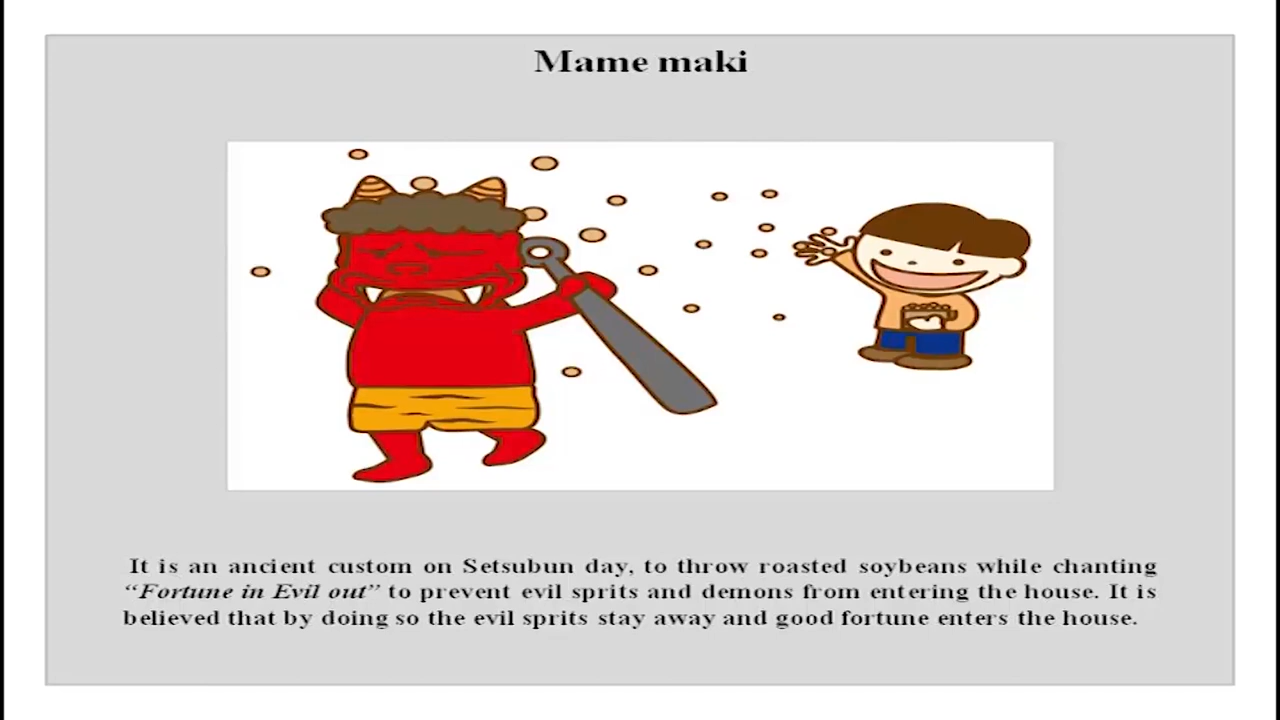 Mame maki
It is an ancient custom on Setsubun day, to throw roasted soybeans while chanting
“Fortune in Evil out” to prevent evil sprits and demons from entering the house. It is
believed that by doing so the evil sprits stay away and good fortune enters the house.